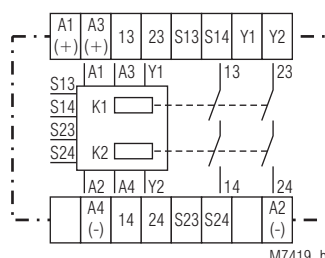 A1 (+) A3 (+) 13 23 S13 S14 Y1 Y2
A1 A3 Y1 13 23
S13
S14
S23
S24
K1
K2
A2 A4 Y2 14 24
A4 (-) 14 24 S23 S24 A2 (-)